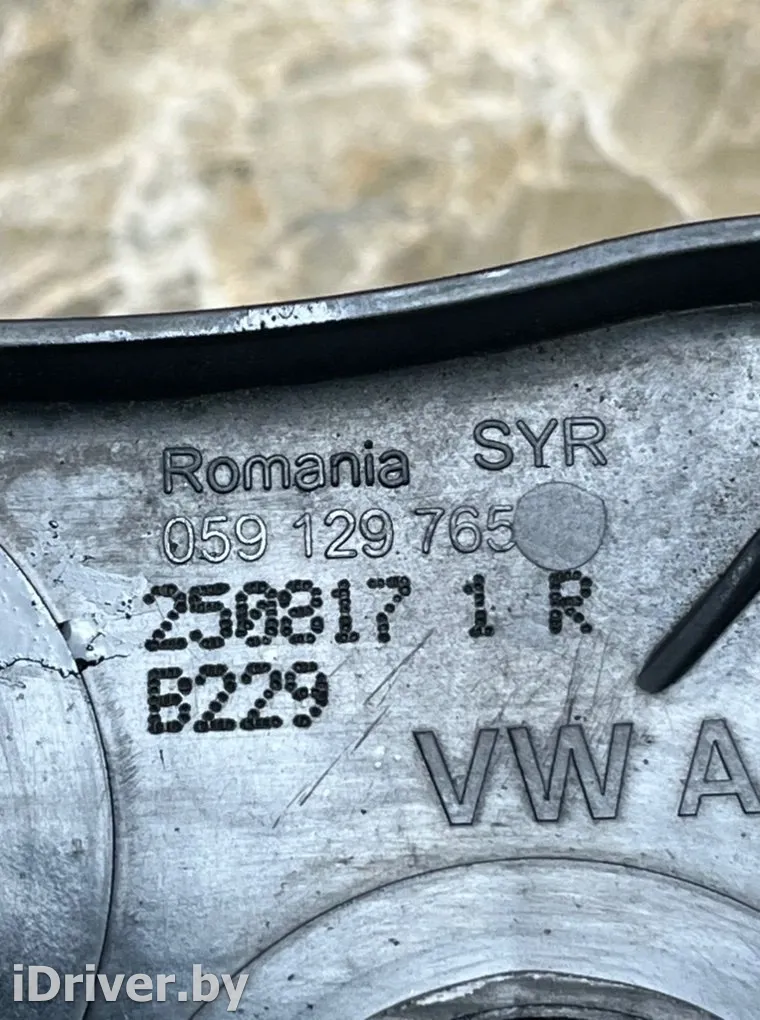 Romania SYR
059 129 765
250817 1 R
B229
VW A
iDriver.by